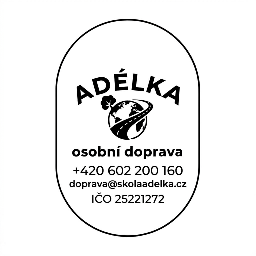 ADÉLKA
osobní doprava
+420 602 200 160
doprava@skolaadelka.cz
IČO 25221272